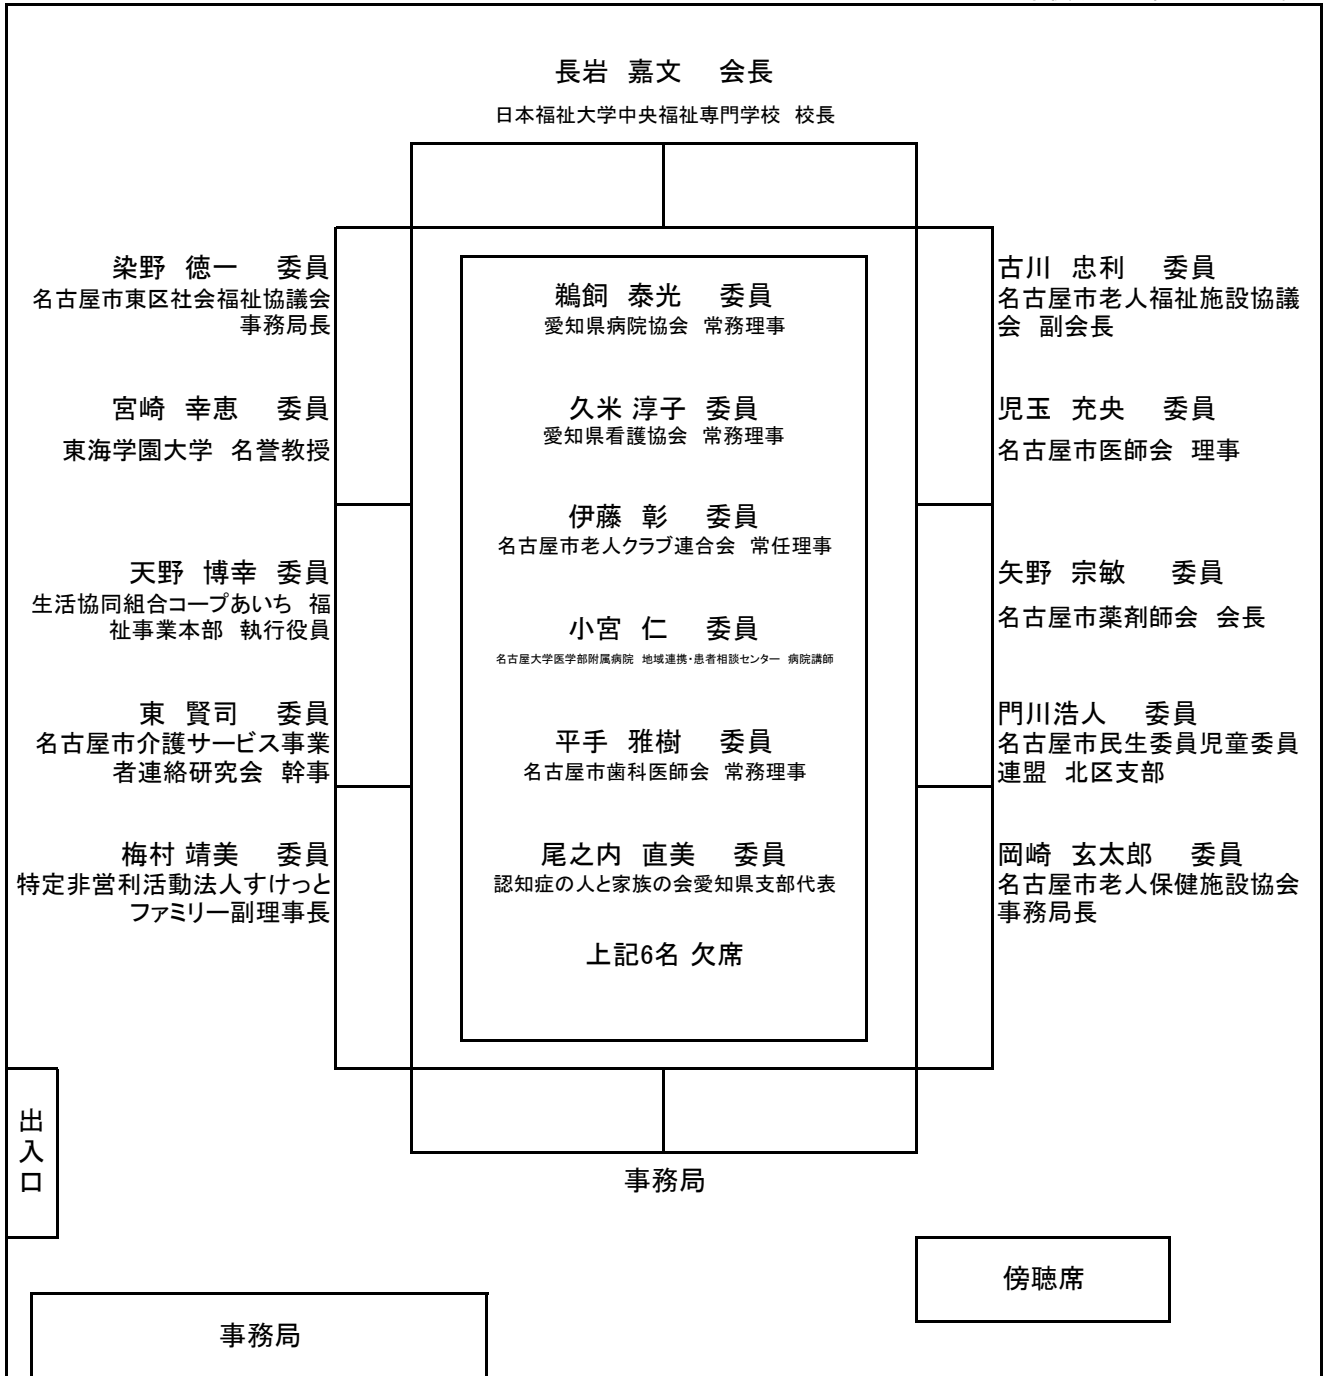 長岩 嘉文 会長
日本福祉大学中央福祉専門学校 校長
染野 徳一 委員
名古屋市東区社会福祉協議会
事務局長
宮崎 幸恵 委員
東海学園大学 名誉教授
天野 博幸 委員
生活協同組合コープあいち 福
祉事業本部 執行役員
東 賢司 委員
名古屋市介護サービス事業
者連絡研究会 幹事
梅村 靖美 委員
特定非営利活動法人すけっと
ファミリー副理事長
鵜飼 泰光 委員
愛知県病院協会 常務理事
久米 淳子 委員
愛知県看護協会 常務理事
伊藤 彰 委員
名古屋市老人クラブ連合会 常任理事
小宮 仁 委員
名古屋大学医学部附属病院 地域連携・患者相談センター 病院講師
平手 雅樹 委員
名古屋市歯科医師会 常務理事
尾之内 直美 委員
認知症の人と家族の会愛知県支部代表
上記6名 欠席
古川 忠利 委員
名古屋市老人福祉施設協議
会 副会長
児玉 充央 委員
名古屋市医師会 理事
矢野 宗敏 委員
名古屋市薬剤師会 会長
門川浩人 委員
名古屋市民生委員児童委員
連盟 北区支部
岡崎 玄太郎 委員
名古屋市老人保健施設協会
事務局長
出
入
口
事務局
傍聴席
事務局